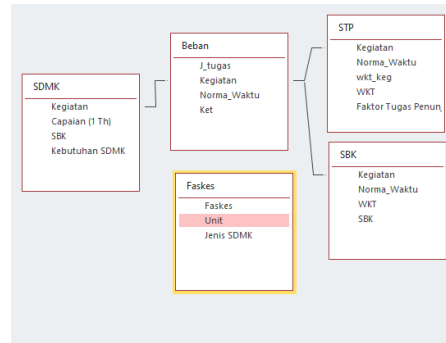 SDMK
Kegiatan
Capaian (1 Th)
SBK
Kebutuhan SDMK
Beban
J_tugas
Kegiatan
Norma_Waktu
Ket
Faskes
Faskes
Unit
Jenis SDMK
STP
Kegiatan
Norma_Waktu
wkt_keg
WKT
Faktor Tugas Penun
SBK
Kegiatan
Norma_Waktu
WKT
SBK